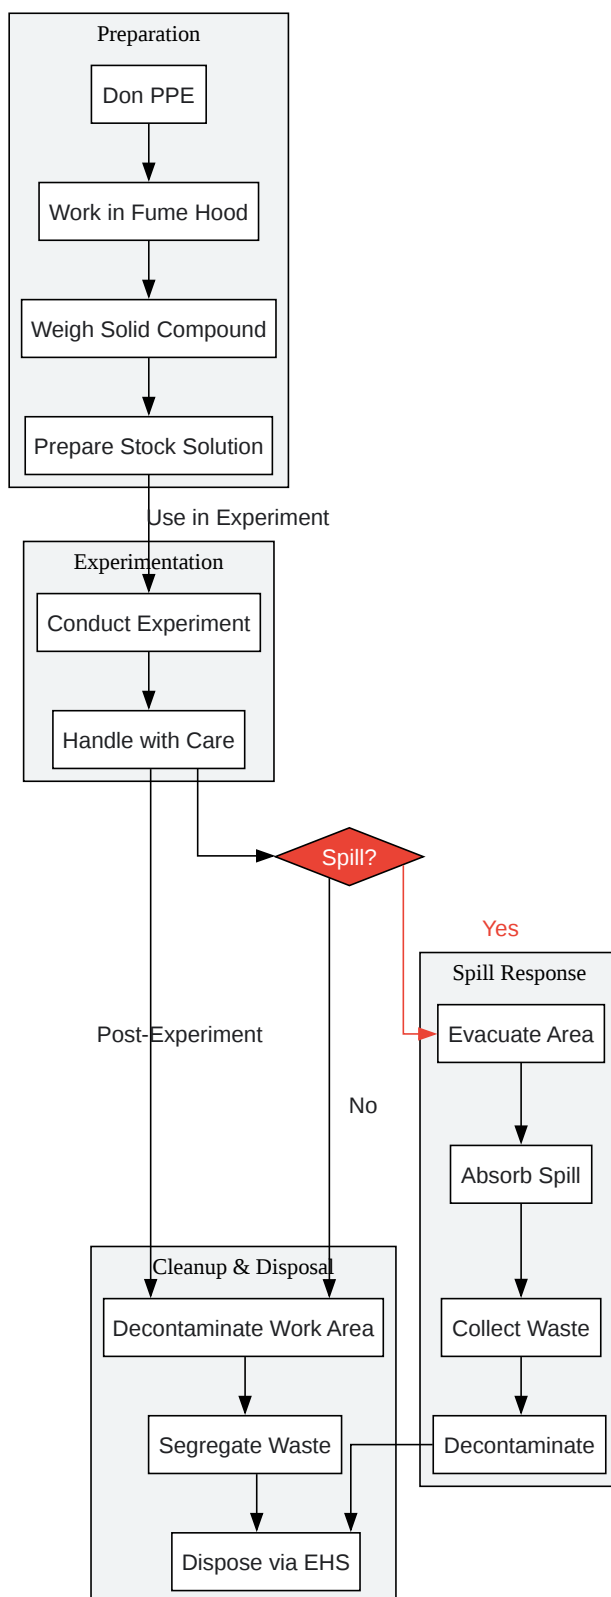 Preparation
Don PPE
Work in Fume Hood
Weigh Solid Compound
Prepare Stock Solution
Use in Experiment
Experimentation
Conduct Experiment
Handle with Care
Spill?
Yes
Spill Response
Evacuate Area
Post-Experiment
No
Absorb Spill
Cleanup & Disposal
Decontaminate Work Area
Collect Waste
Segregate Waste
Decontaminate
Dispose via EHS